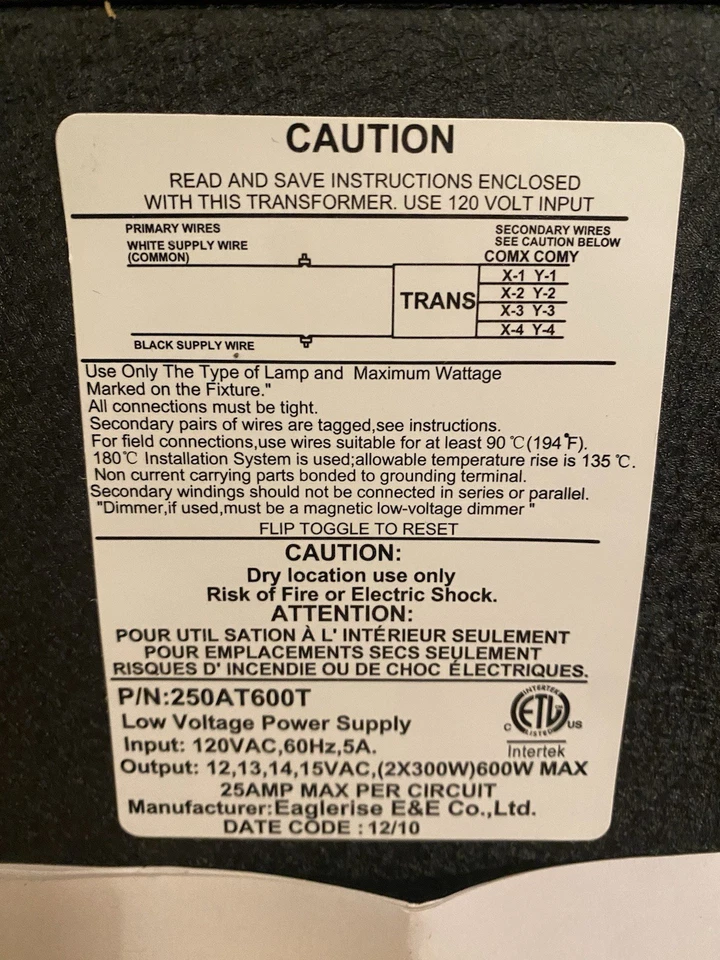 CAUTION
READ AND SAVE INSTRUCTIONS ENCLOSED
WITH THIS TRANSFORMER. USE 120 VOLT INPUT
PRIMARY WIRES
WHITE SUPPLY WIRE
(COMMON)
SECONDARY WIRES
SEE CAUTION BELOW
COMX COMY
X-1 Y-1
TRANS
X-2 Y-2
X-3 Y-3
X-4 Y-4
BLACK SUPPLY WIRE
Use Only The Type of Lamp and Maximum Wattage
Marked on the Fixture."
All connections must be tight.
Secondary pairs of wires are tagged,see instructions.
For field connections,use wires suitable for at least 90 ℃(194°F).
180℃ Installation System is used;allowable temperature rise is 135 ℃.
Non current carrying parts bonded to grounding terminal.
Secondary windings should not be connected in series or parallel.
"Dimmer,if used,must be a magnetic low-voltage dimmer "
FLIP TOGGLE TO RESET
CAUTION:
Dry location use only
Risk of Fire or Electric Shock.
ATTENTION:
POUR UTIL SATION À L' INTÉRIEUR SEULEMENT
POUR EMPLACEMENTS SECS SEULEMENT
RISQUES D' INCENDIE OU DE CHOC ÉLECTRIQUES.
P/N:250AT600T
Low Voltage Power Supply
Input: 120VAC,60Hz,5A.
Output: 12,13,14,15VAC,(2X300W)600W MAX
25AMP MAX PER CIRCUIT
Manufacturer:Eaglerise E&E Co.,Ltd.
DATE CODE : 12/10
INTERTEK
ETL
LISTED
C US
Intertek